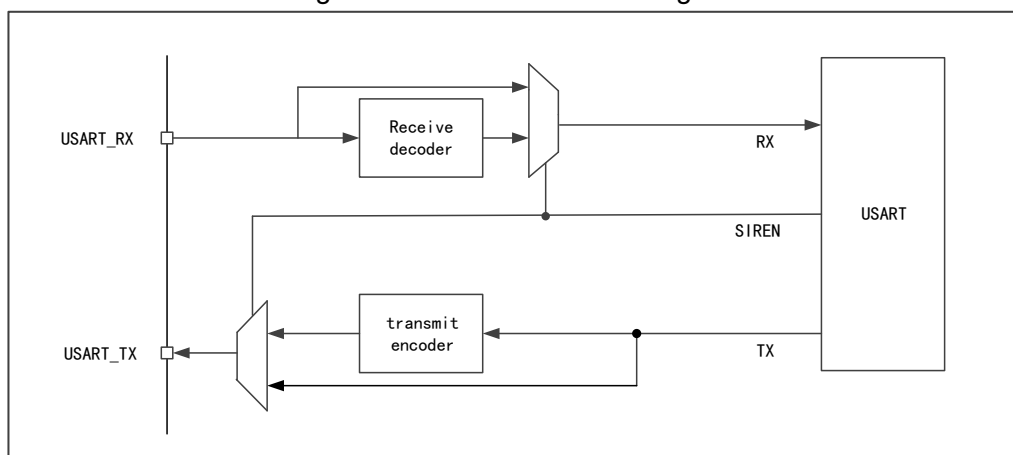 USART_RX
Receive
decoder
RX
USART
SIREN
transmit
encoder
USART_TX
TX